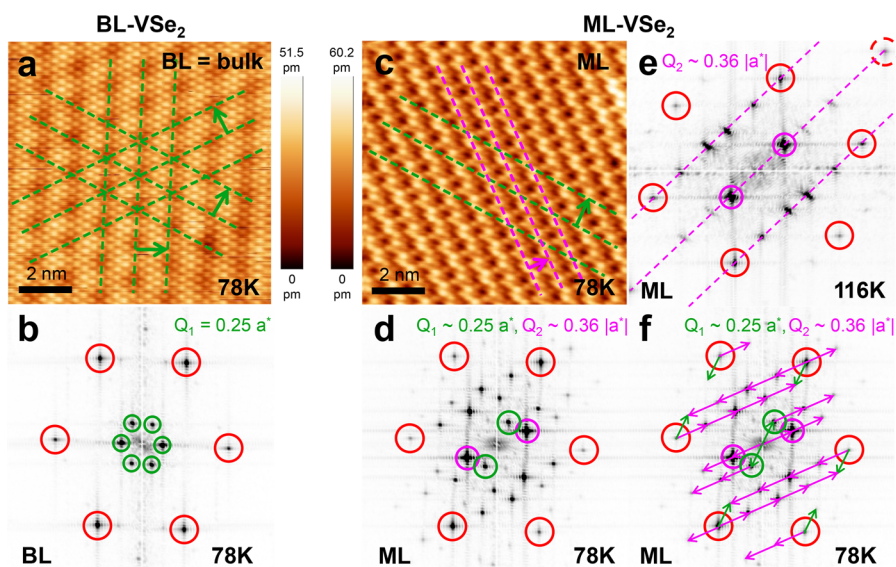 BL-VSe₂
ML-VSe₂
a
BL = bulk
2 nm
78K
51.5
pm
0
pm
60.2
pm
0
pm
c
ML
2 nm
78K
e
Q₂ ~ 0.36 |a*|
ML
116K
b
Q₁ = 0.25 a*
BL
78K
d
Q₁ ~ 0.25 a*, Q₂ ~ 0.36 |a*|
ML
78K
f
Q₁ ~ 0.25 a*, Q₂ ~ 0.36 |a*|
ML
78K